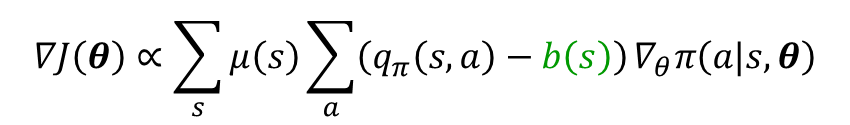 ∇J(θ) ∝ ∑_s μ(s) ∑_a (q_π(s, a) − b(s)) ∇_θ π(a|s, θ)